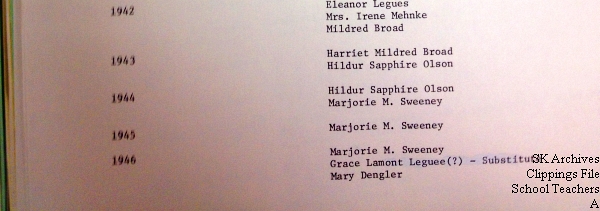 Eleanor Legues
1942
Mrs. Irene Mehnke
Mildred Broad
Harriet Mildred Broad
1943
Hildur Sapphire Olson
Hildur Sapphire Olson
1944
Marjorie M. Sweeney
Marjorie M. Sweeney
1945
Marjorie M. Sweeney
1946
Grace Lamont Leguee(?) - Substitute
Mary Dengler
SK Archives
Clippings File
School Teachers
A